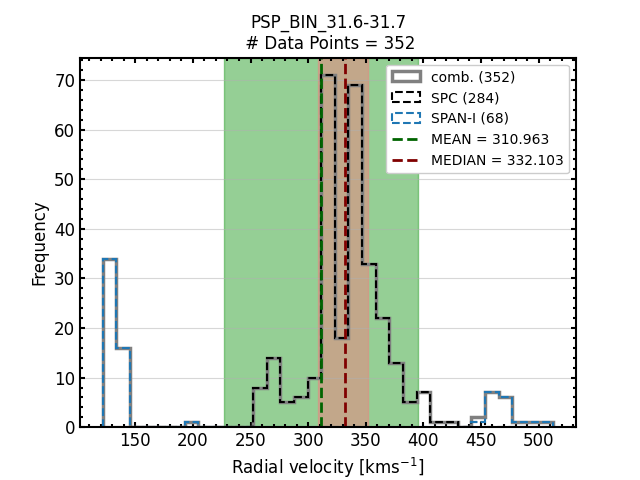 PSP_BIN_31.6-31.7
# Data Points = 352
comb. (352)
SPC (284)
SPAN-I (68)
MEAN = 310.963
MEDIAN = 332.103
Frequency
70
60
50
40
30
20
10
0
150 200 250 300 350 400 450 500
Radial velocity [kms⁻¹]